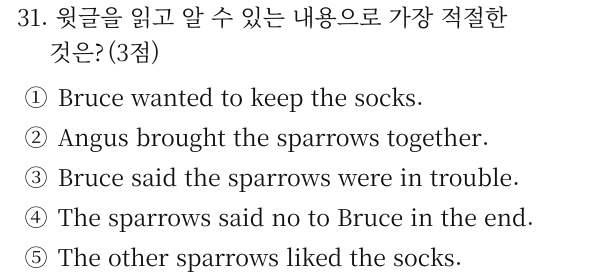 31. 윗글을 읽고 알 수 있는 내용으로 가장 적절한
것은? (3점)
① Bruce wanted to keep the socks.
② Angus brought the sparrows together.
③ Bruce said the sparrows were in trouble.
④ The sparrows said no to Bruce in the end.
⑤ The other sparrows liked the socks.